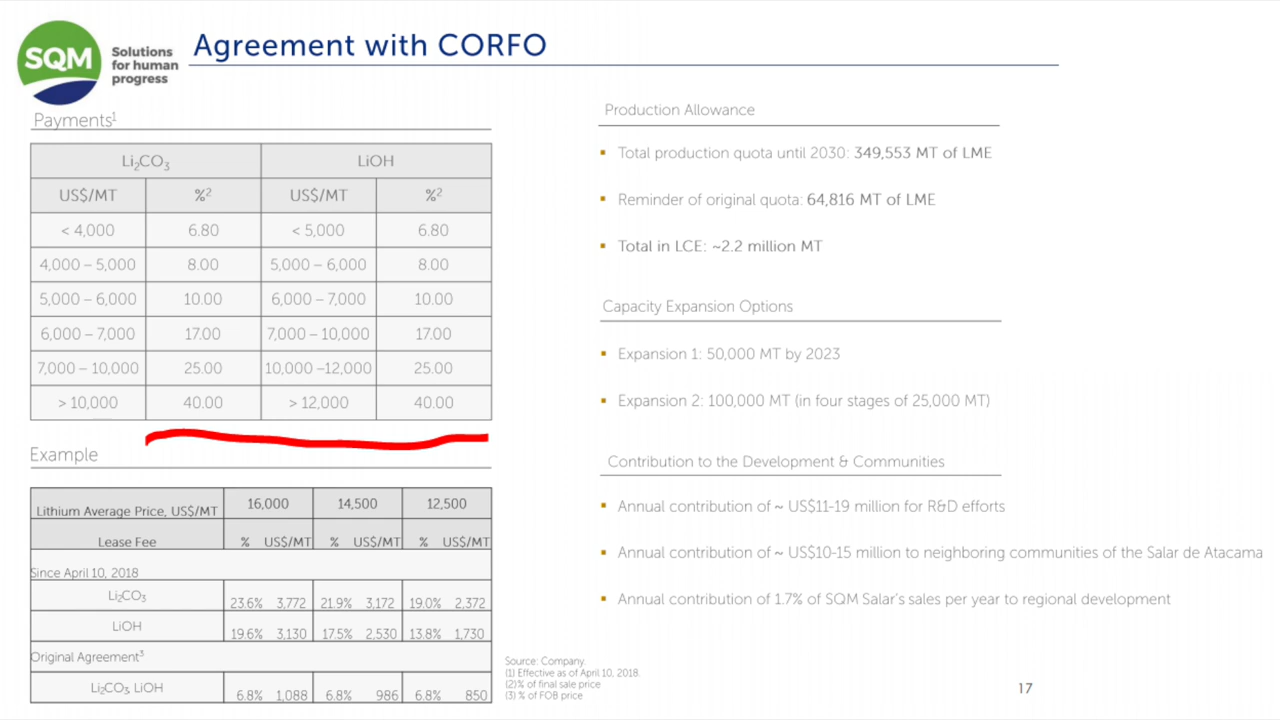 SQM
Solutions
for human
progress
Agreement with CORFO
Payments1
Li2CO3 LiOH
US$/MT %2 US$/MT %2
< 4,000 6.80 < 5,000 6.80
4,000 – 5,000 8.00 5,000 – 6,000 8.00
5,000 – 6,000 10.00 6,000 – 7,000 10.00
6,000 – 7,000 17.00 7,000 – 10,000 17.00
7,000 – 10,000 25.00 10,000 –12,000 25.00
> 10,000 40.00 > 12,000 40.00
Example
Lithium Average Price, US$/MT 16,000 14,500 12,500
Lease Fee % US$/MT % US$/MT % US$/MT
Since April 10, 2018
Li2CO3 23.6% 3,772 21.9% 3,172 19.0% 2,372
LiOH 19.6% 3,130 17.5% 2,530 13.8% 1,730
Original Agreement3
Li2CO3, LiOH 6.8% 1,088 6.8% 986 6.8% 850
Production Allowance
▪ Total production quota until 2030: 349,553 MT of LME
▪ Reminder of original quota: 64,816 MT of LME
▪ Total in LCE: ~2.2 million MT
Capacity Expansion Options
▪ Expansion 1: 50,000 MT by 2023
▪ Expansion 2: 100,000 MT (in four stages of 25,000 MT)
Contribution to the Development & Communities
▪ Annual contribution of ~ US$11-19 million for R&D efforts
▪ Annual contribution of ~ US$10-15 million to neighboring communities of the Salar de Atacama
▪ Annual contribution of 1.7% of SQM Salar's sales per year to regional development
Source: Company.
(1) Effective as of April 10, 2018.
(2)% of final sale price
(3) % of FOB price
17